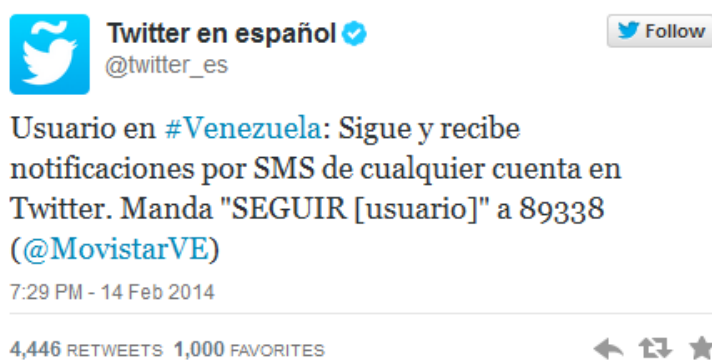 Twitter en español
@twitter_es
Follow
Usuario en #Venezuela: Sigue y recibe
notificaciones por SMS de cualquier cuenta en
Twitter. Manda "SEGUIR [usuario]" a 89338
(@MovistarVE)
7:29 PM - 14 Feb 2014
4,446 RETWEETS 1,000 FAVORITES